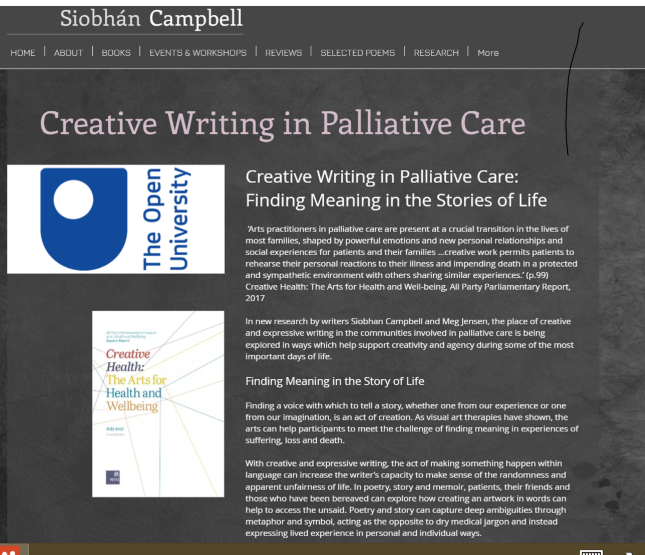 Siobhán Campbell
HOME | ABOUT | BOOKS | EVENTS & WORKSHOPS | REVIEWS | SELECTED POEMS | RESEARCH | More
Creative Writing in Palliative Care
The Open
University
Creative Writing in Palliative Care:
Finding Meaning in the Stories of Life
'Arts practitioners in palliative care are present at a crucial transition in the lives of
most families, shaped by powerful emotions and new personal relationships and
social experiences for patients and their families ...creative work permits patients to
rehearse their personal reactions to their illness and impending death in a protected
and sympathetic environment with others sharing similar experiences.' (p.99)
Creative Health: The Arts for Health and Well-being, All Party Parliamentary Report,
2017
In new research by writers Siobhan Campbell and Meg Jensen, the place of creative
and expressive writing in the communities involved in palliative care is being
explored in ways which help support creativity and agency during some of the most
important days of life.
Finding Meaning in the Story of Life
Finding a voice with which to tell a story, whether one from our experience or one
from our imagination, is an act of creation. As visual art therapies have shown, the
arts can help participants to meet the challenge of finding meaning in experiences of
suffering, loss and death.
With creative and expressive writing, the act of making something happen within
language can increase the writer's capacity to make sense of the randomness and
apparent unfairness of life. In poetry, story and memoir, patients, their friends and
those who have been bereaved can explore how creating an artwork in words can
help to access the unsaid. Poetry and story can capture deep ambiguities through
metaphor and symbol, acting as the opposite to dry medical jargon and instead
expressing lived experience in personal and individual ways.
Creative
Health:
The Arts for
Health and
Wellbeing
July 2017